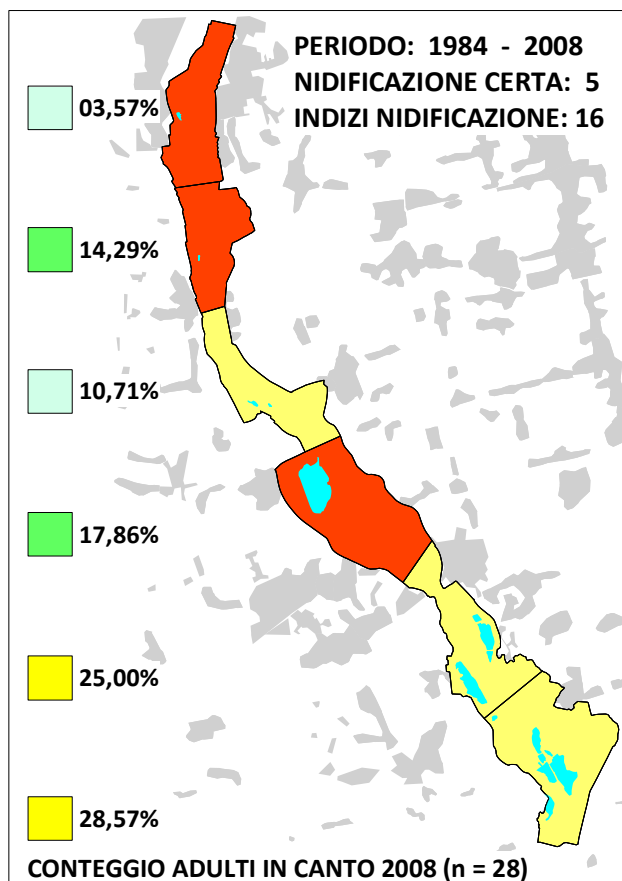 PERIODO: 1984 - 2008
NIDIFICAZIONE CERTA: 5
INDIZI NIDIFICAZIONE: 16
03,57%
14,29%
10,71%
17,86%
25,00%
28,57%
CONTEGGIO ADULTI IN CANTO 2008 (n = 28)